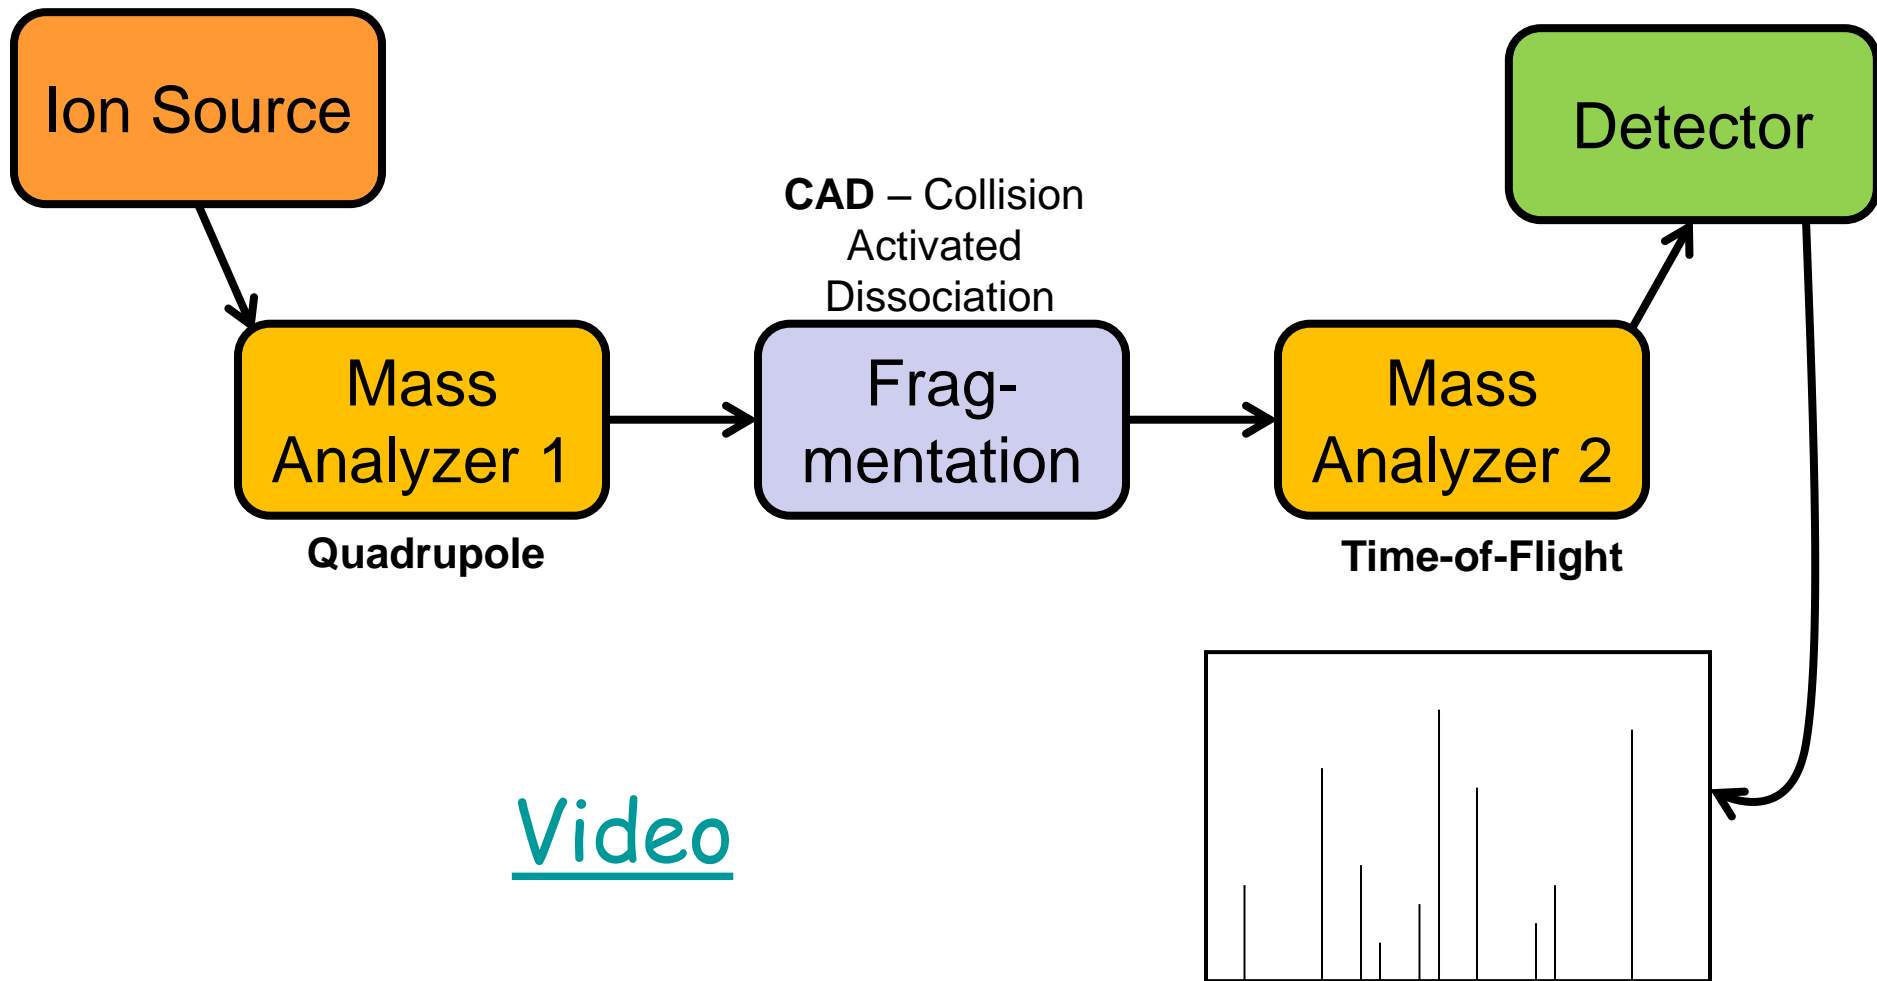 Ion Source
Detector
CAD – Collision
Activated
Dissociation
Mass
Analyzer 1
Frag-
mentation
Mass
Analyzer 2
Quadrupole
Time-of-Flight
Video